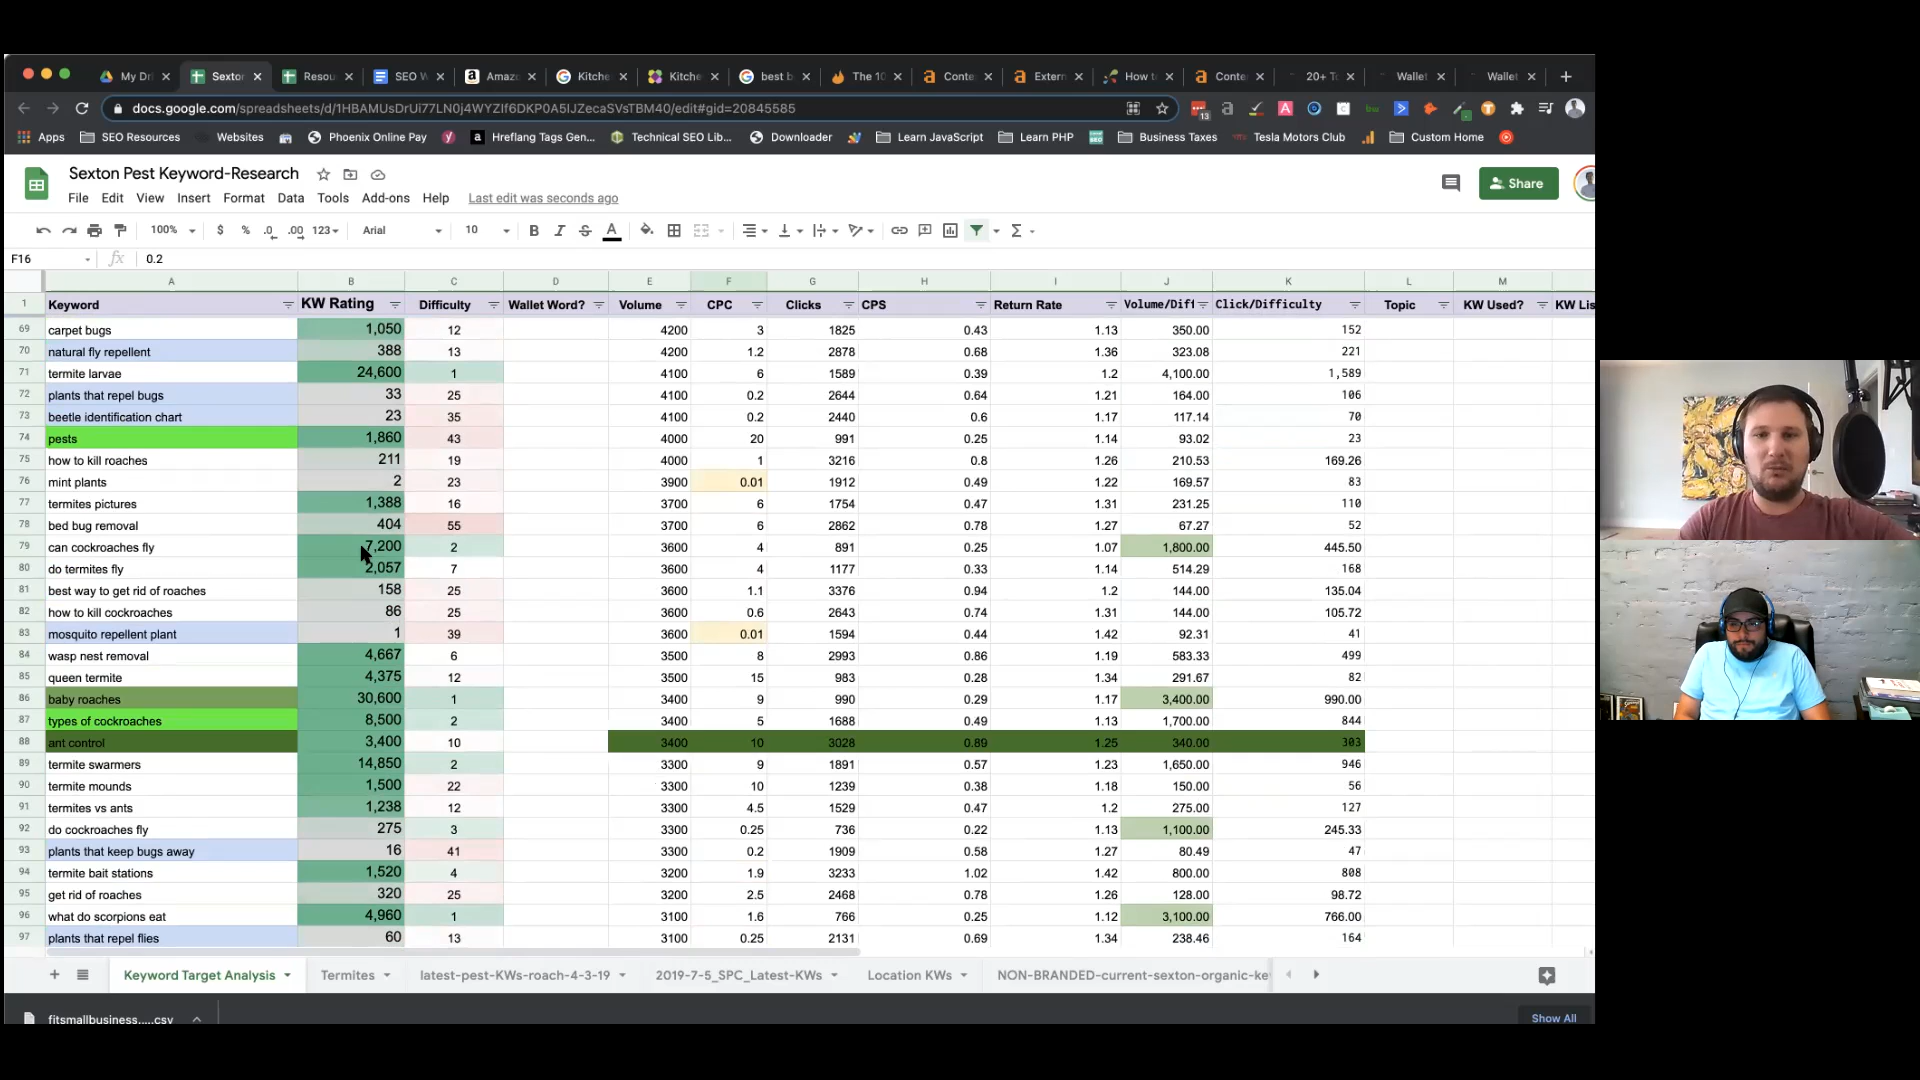 My Dri
Sexton
Resou
SEO W
Amazo
Kitche
Kitche
best b
The 10
Conte
Extern
How to
Conte
20+ To
Wallet
Wallet
docs.google.com/spreadsheets/d/1HBAMUsDrUi77LN0j4WYZIf6DKP0A5IJZecaSVsTBM40/edit#gid=20845585
Apps SEO Resources Websites Phoenix Online Pay Hreflang Tags Gen... Technical SEO Lib... Downloader Learn JavaScript Learn PHP Business Taxes Tesla Motors Club Custom Home
Sexton Pest Keyword-Research
Share
File Edit View Insert Format Data Tools Add-ons Help Last edit was seconds ago
100% $ % .0 .00 123 Arial 10 B I S A
F16 fx 0.2
A B C D E F G H I J K L M
1 Keyword KW Rating Difficulty Wallet Word? Volume CPC Clicks CPS Return Rate Volume/Diff Click/Difficulty Topic KW Used? KW Lis
69 carpet bugs 1,050 12 4200 3 1825 0.43 1.13 350.00 152
70 natural fly repellent 388 13 4200 1.2 2878 0.68 1.36 323.08 221
71 termite larvae 24,600 1 4100 6 1589 0.39 1.2 4,100.00 1,589
72 plants that repel bugs 33 25 4100 0.2 2644 0.64 1.21 164.00 106
73 beetle identification chart 23 35 4100 0.2 2440 0.6 1.17 117.14 70
74 pests 1,860 43 4000 20 991 0.25 1.14 93.02 23
75 how to kill roaches 211 19 4000 1 3216 0.8 1.26 210.53 169.26
76 mint plants 2 23 3900 0.01 1912 0.49 1.22 169.57 83
77 termites pictures 1,388 16 3700 6 1754 0.47 1.31 231.25 110
78 bed bug removal 404 55 3700 6 2862 0.78 1.27 67.27 52
79 can cockroaches fly 7,200 2 3600 4 891 0.25 1.07 1,800.00 445.50
80 do termites fly 2,057 7 3600 4 1177 0.33 1.14 514.29 168
81 best way to get rid of roaches 158 25 3600 1.1 3376 0.94 1.2 144.00 135.04
82 how to kill cockroaches 86 25 3600 0.6 2643 0.74 1.31 144.00 105.72
83 mosquito repellent plant 1 39 3600 0.01 1594 0.44 1.42 92.31 41
84 wasp nest removal 4,667 6 3500 8 2993 0.86 1.19 583.33 499
85 queen termite 4,375 12 3500 15 983 0.28 1.34 291.67 82
86 baby roaches 30,600 1 3400 9 990 0.29 1.17 3,400.00 990.00
87 types of cockroaches 8,500 2 3400 5 1688 0.49 1.13 1,700.00 844
88 ant control 3,400 10 3400 10 3028 0.89 1.25 340.00 303
89 termite swarmers 14,850 2 3300 9 1891 0.57 1.23 1,650.00 946
90 termite mounds 1,500 22 3300 10 1239 0.38 1.18 150.00 56
91 termites vs ants 1,238 12 3300 4.5 1529 0.47 1.2 275.00 127
92 do cockroaches fly 275 3 3300 0.25 736 0.22 1.13 1,100.00 245.33
93 plants that keep bugs away 16 41 3300 0.2 1909 0.58 1.27 80.49 47
94 termite bait stations 1,520 4 3200 1.9 3233 1.02 1.42 800.00 808
95 get rid of roaches 320 25 3200 2.5 2468 0.78 1.26 128.00 98.72
96 what do scorpions eat 4,960 1 3100 1.6 766 0.25 1.12 3,100.00 766.00
97 plants that repel flies 60 13 3100 0.25 2131 0.69 1.34 238.46 164
Keyword Target Analysis Termites latest-pest-KWs-roach-4-3-19 2019-7-5_SPC_Latest-KWs Location KWs NON-BRANDED-current-sexton-organic-ke
fitsmallbusiness.....csv
Show All